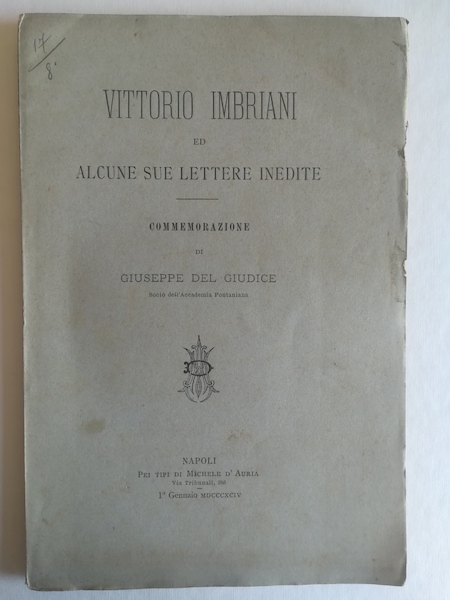 17/8°
VITTORIO IMBRIANI
ED
ALCUNE SUE LETTERE INEDITE
COMMEMORAZIONE
DI
GIUSEPPE DEL GIUDICE
Socio dell'Accademia Pontaniana
NAPOLI
PEI TIPI DI MICHELE D'AURIA
Via Tribunali, 386
1° Gennaio MDCCCXCIV